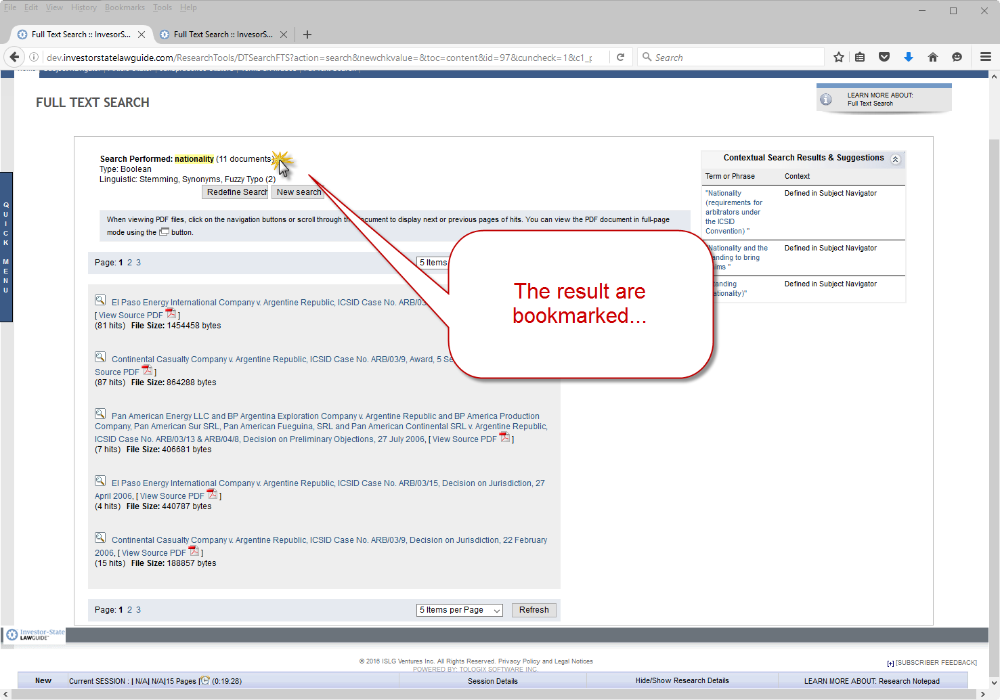 File Edit View History Bookmarks Tools Help
Full Text Search :: InvesorS... Full Text Search :: InvesorS...
dev.investorstatelawguide.com/ResearchTools/DTSearchFTS?action=search&newchkvalue=&toc=content&id=97&cuncheck=1&c1_p
Search
FULL TEXT SEARCH
LEARN MORE ABOUT:
Full Text Search
Search Performed: nationality (11 documents)
Type: Boolean
Linguistic: Stemming, Synonyms, Fuzzy Typo (2)
Redefine Search New search
When viewing PDF files, click on the navigation buttons or scroll through the document to display next or previous pages of hits. You can view the PDF document in full-page
mode using the button.
Contextual Search Results & Suggestions
Term or Phrase Context
"Nationality Defined in Subject Navigator
(requirements for
arbitrators under
the ICSID
Convention) "
"Nationality and the Defined in Subject Navigator
anding to bring
ims "
tanding Defined in Subject Navigator
ationality)"
QUICK MENU
Page: 1 2 3
5 Items
The result are
bookmarked...
El Paso Energy International Company v. Argentine Republic, ICSID Case No. ARB/03
[ View Source PDF ]
(81 hits) File Size: 1454458 bytes
Continental Casualty Company v. Argentine Republic, ICSID Case No. ARB/03/9, Award, 5 Se
Source PDF ]
(87 hits) File Size: 864288 bytes
Pan American Energy LLC and BP Argentina Exploration Company v. Argentine Republic and BP America Production
Company, Pan American Sur SRL, Pan American Fueguina, SRL and Pan American Continental SRL v. Argentine Republic,
ICSID Case No. ARB/03/13 & ARB/04/8, Decision on Preliminary Objections, 27 July 2006, [ View Source PDF ]
(7 hits) File Size: 406681 bytes
El Paso Energy International Company v. Argentine Republic, ICSID Case No. ARB/03/15, Decision on Jurisdiction, 27
April 2006, [ View Source PDF ]
(4 hits) File Size: 440787 bytes
Continental Casualty Company v. Argentine Republic, ICSID Case No. ARB/03/9, Decision on Jurisdiction, 22 February
2006, [ View Source PDF ]
(15 hits) File Size: 188857 bytes
Page: 1 2 3
5 Items per Page Refresh
Investor-State
LAWGUIDE™
© 2016 ISLG Ventures Inc. All Rights Reserved. Privacy Policy and Legal Notices
POWERED BY: TOLOGIX SOFTWARE INC.
[+] [SUBSCRIBER FEEDBACK]
New Current SESSION : | N/A| N/A|15 Pages | (0:19:28) Session Details Hide/Show Research Details LEARN MORE ABOUT: Research Notepad